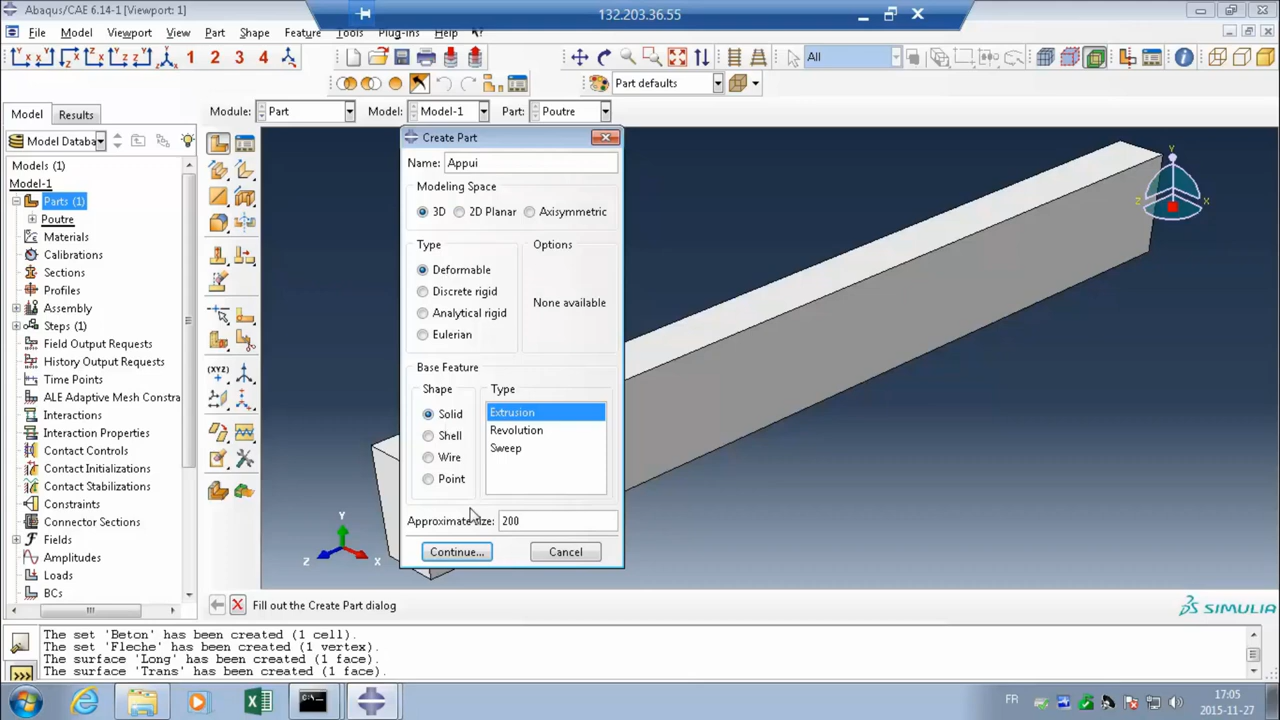 Abaqus/CAE 6.14-1 [Viewport: 1]
132.203.36.55
File Model Viewport View Part Shape Feature Tools Plug-ins Help
1 2 3 4
All
Part defaults
Model Results
Module: Part Model: Model-1 Part: Poutre
Model Databa
Models (1)
Model-1
Parts (1)
Poutre
Materials
Calibrations
Sections
Profiles
Assembly
Steps (1)
Field Output Requests
History Output Requests
Time Points
ALE Adaptive Mesh Constra
Interactions
Interaction Properties
Contact Controls
Contact Initializations
Contact Stabilizations
Constraints
Connector Sections
Fields
Amplitudes
Loads
BCs
(XYZ)
Create Part
Name: Appui
Modeling Space
3D 2D Planar Axisymmetric
Type
Options
Deformable
Discrete rigid
Analytical rigid
Eulerian
None available
Base Feature
Shape
Type
Solid
Shell
Wire
Point
Extrusion
Revolution
Sweep
Approximate size: 200
Continue... Cancel
Y
Z X
Y
Z X
Fill out the Create Part dialog
SIMULIA
The set 'Beton' has been created (1 cell).
The set 'Fleche' has been created (1 vertex).
The surface 'Long' has been created (1 face).
The surface 'Trans' has been created (1 face).
>>>
FR
17:05
2015-11-27